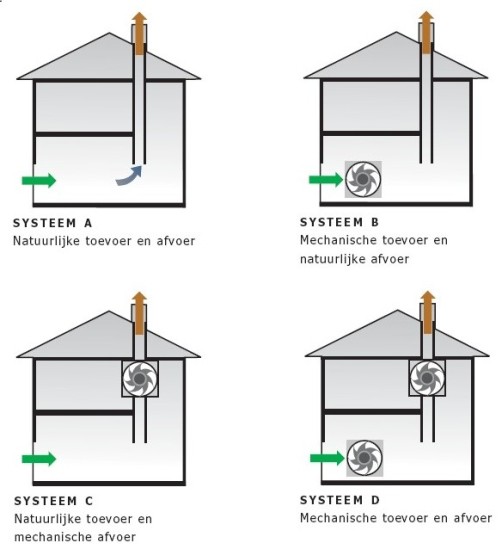 SYSTEEM A
Natuurlijke toevoer en afvoer
SYSTEEM B
Mechanische toevoer en
natuurlijke afvoer
SYSTEEM C
Natuurlijke toevoer en
mechanische afvoer
SYSTEEM D
Mechanische toevoer en afvoer